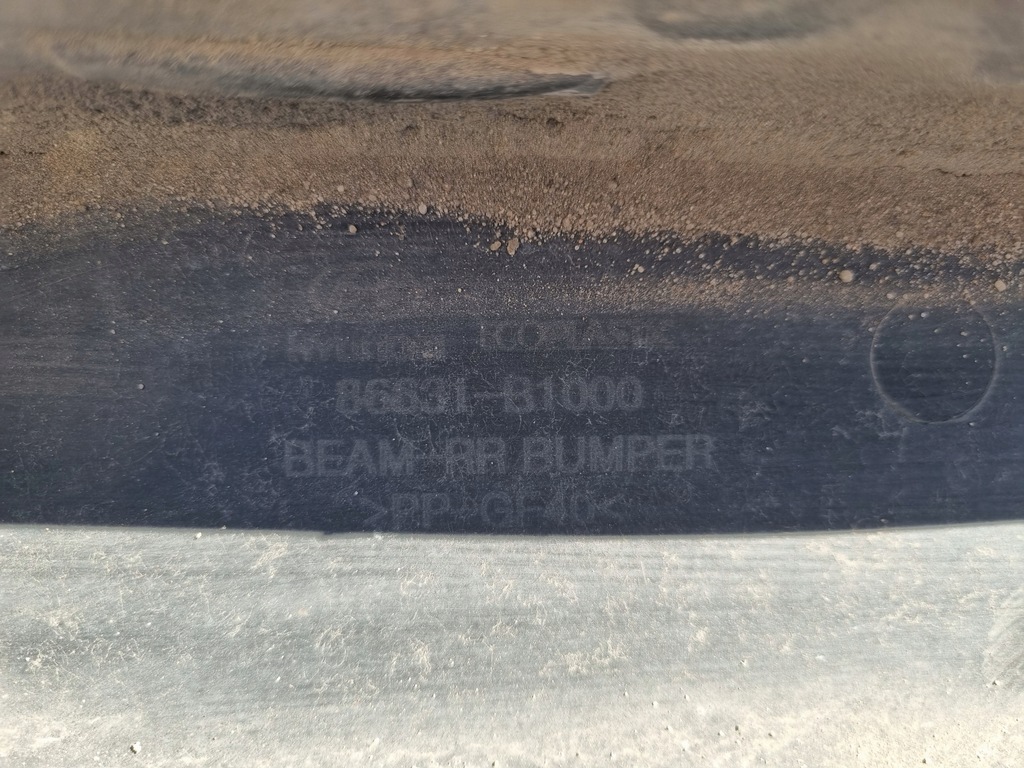 ECOPLASTIC
86631-B1000
BEAM-RR BUMPER
>PP+GF40<